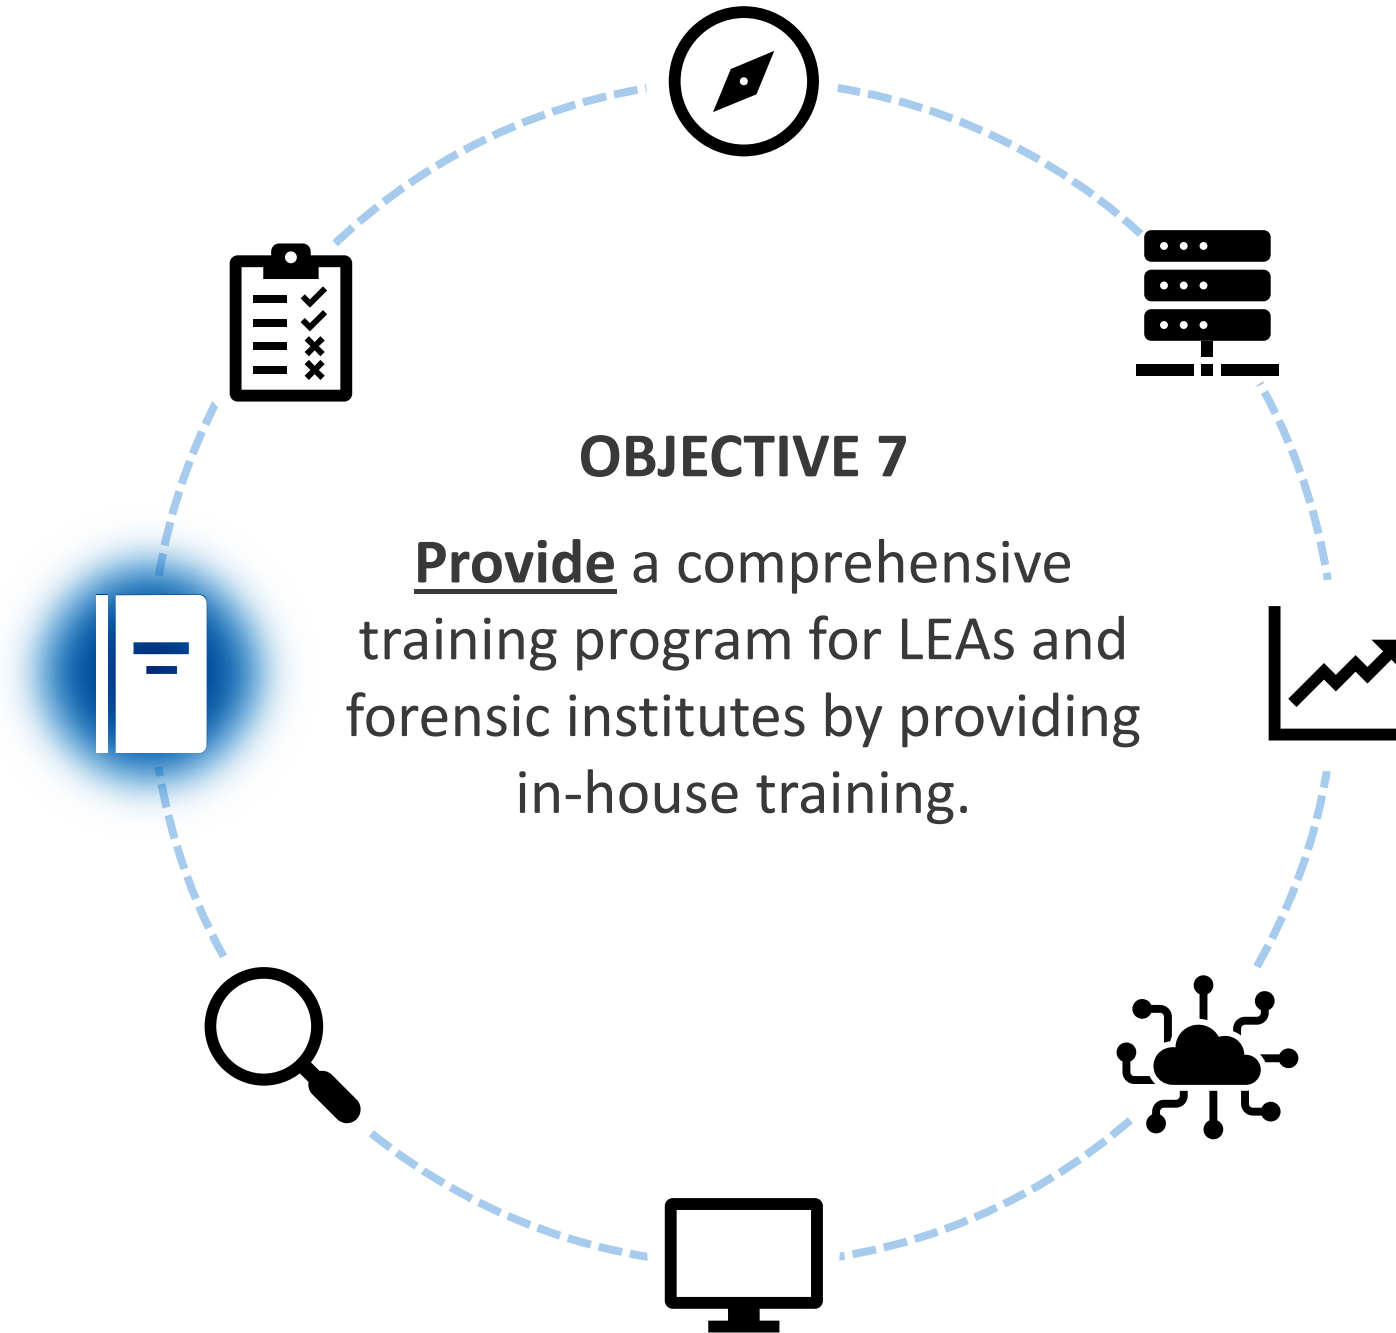 OBJECTIVE 7
Provide a comprehensive
training program for LEAs and
forensic institutes by providing
in-house training.